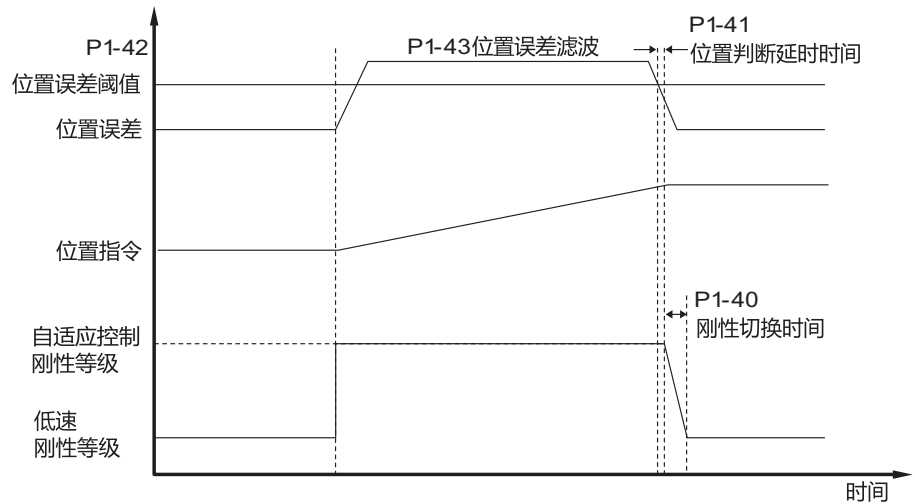 P1-42
位置误差阈值
位置误差
位置指令
自适应控制
刚性等级
低速
刚性等级
P1-43位置误差滤波
P1-41
位置判断延时时间
P1-40
刚性切换时间
时间